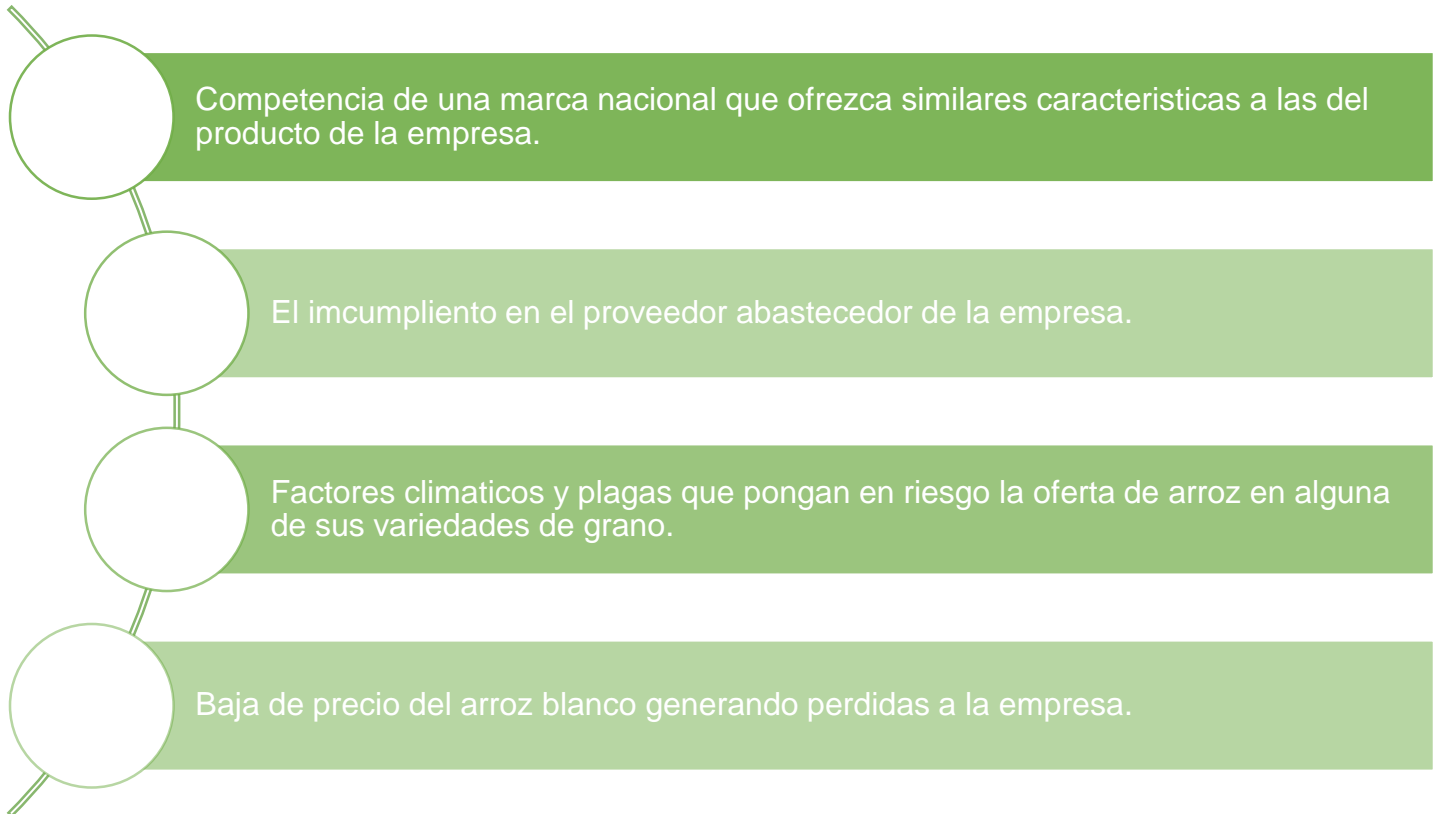 Competencia de una marca nacional que ofrezca similares caracteristicas a las del
producto de la empresa.
El imcumpliento en el proveedor abastecedor de la empresa.
Factores climaticos y plagas que pongan en riesgo la oferta de arroz en alguna
de sus variedades de grano.
Baja de precio del arroz blanco generando perdidas a la empresa.